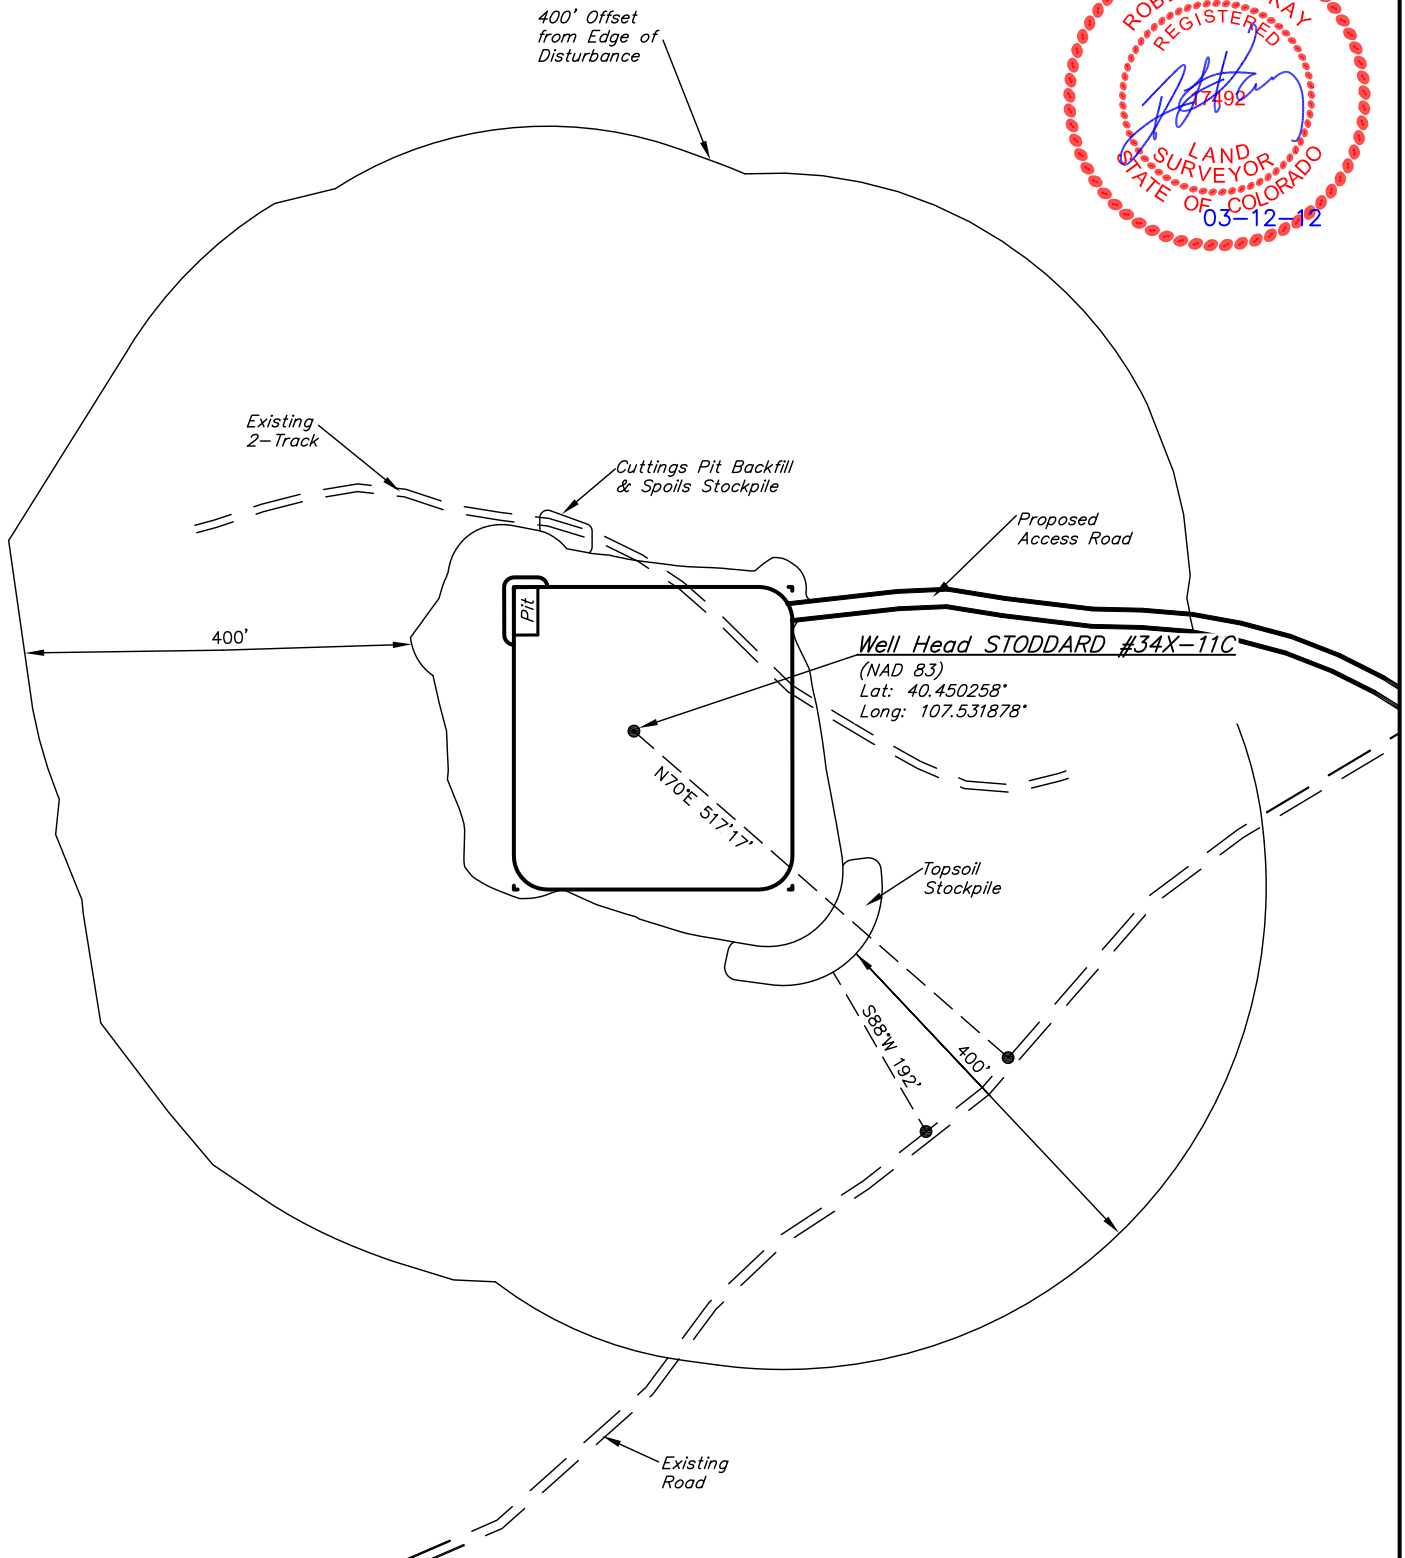 400' Offset
from Edge of
Disturbance
REGISTERED
17492
LAND
SURVEYOR
STATE OF COLORADO
03-12-12
Existing
2-Track
Cuttings Pit Backfill
& Spoils Stockpile
Proposed
Access Road
Pit
400'
Well Head STODDARD #34X-11C
(NAD 83)
Lat: 40.450258°
Long: 107.531878°
N70°E 517'17'
Topsoil
Stockpile
S88°W 192'
400'
Existing
Road